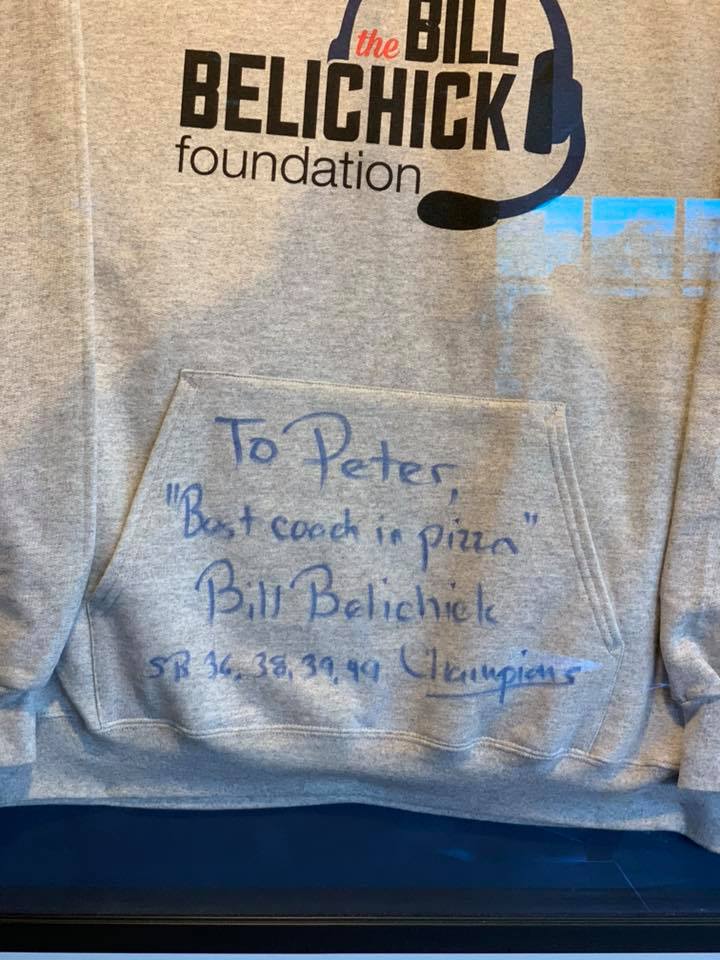 the BILL
BELICHICK
foundation
To Peter,
"Best coach in pizza"
Bill Belichick
SB 36, 38, 39, 49 Champions